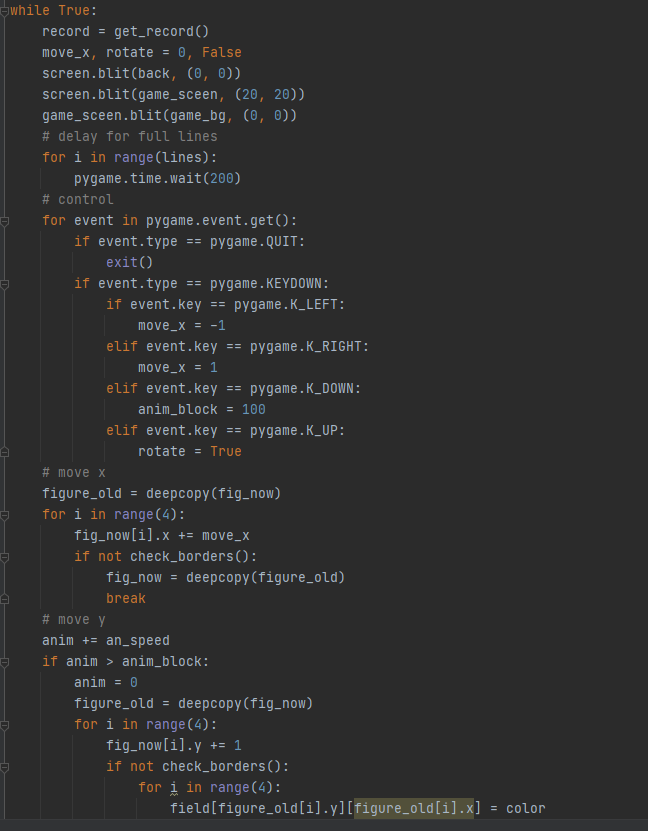 while True:
    record = get_record()
    move_x, rotate = 0, False
    screen.blit(back, (0, 0))
    screen.blit(game_sceen, (20, 20))
    game_sceen.blit(game_bg, (0, 0))
    # delay for full lines
    for i in range(lines):
        pygame.time.wait(200)
    # control
    for event in pygame.event.get():
        if event.type == pygame.QUIT:
            exit()
        if event.type == pygame.KEYDOWN:
            if event.key == pygame.K_LEFT:
                move_x = -1
            elif event.key == pygame.K_RIGHT:
                move_x = 1
            elif event.key == pygame.K_DOWN:
                anim_block = 100
            elif event.key == pygame.K_UP:
                rotate = True
    # move x
    figure_old = deepcopy(fig_now)
    for i in range(4):
        fig_now[i].x += move_x
        if not check_borders():
            fig_now = deepcopy(figure_old)
            break
    # move y
    anim += an_speed
    if anim > anim_block:
        anim = 0
        figure_old = deepcopy(fig_now)
        for i in range(4):
            fig_now[i].y += 1
            if not check_borders():
                for i in range(4):
                    field[figure_old[i].y][figure_old[i].x] = color